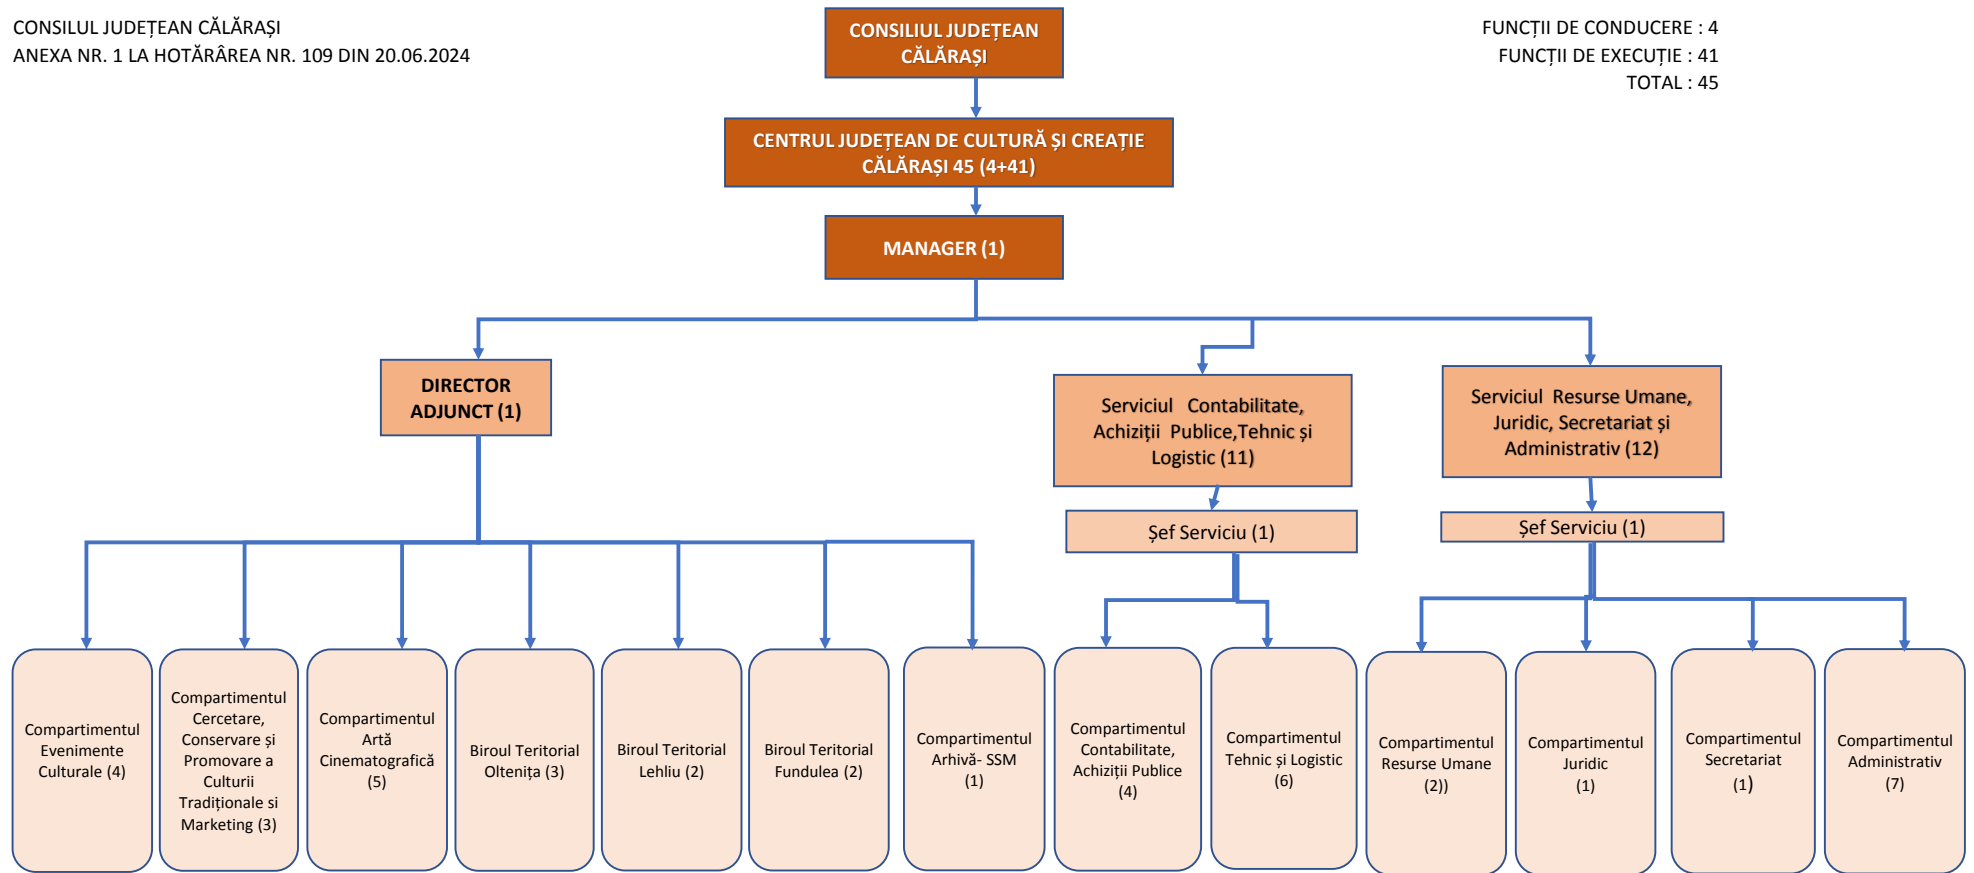 CONSILUL JUDEȚEAN CĂLĂRAȘI
ANEXA NR. 1 LA HOTĂRÂREA NR. 109 DIN 20.06.2024
CONSILIUL JUDEȚEAN
CĂLĂRAȘI
FUNCȚII DE CONDUCERE : 4
FUNCȚII DE EXECUȚIE : 41
TOTAL : 45
CENTRUL JUDEȚEAN DE CULTURĂ ȘI CREAȚIE
CĂLĂRAȘI 45 (4+41)
MANAGER (1)
DIRECTOR
ADJUNCT (1)
Serviciul Contabilitate,
Achiziții Publice,Tehnic și
Logistic (11)
Serviciul Resurse Umane,
Juridic, Secretariat și
Administrativ (12)
Șef Serviciu (1)
Șef Serviciu (1)
Compartimentul
Evenimente
Culturale (4)
Compartimentul
Cercetare,
Conservare și
Promovare a
Culturii
Tradiționale si
Marketing (3)
Compartimentul
Artă
Cinematografică
(5)
Biroul Teritorial
Oltenița (3)
Biroul Teritorial
Lehliu (2)
Biroul Teritorial
Fundulea (2)
Compartimentul
Arhivă- SSM
(1)
Compartimentul
Contabilitate,
Achiziții Publice
(4)
Compartimentul
Tehnic și Logistic
(6)
Compartimentul
Resurse Umane
(2))
Compartimentul
Juridic
(1)
Compartimentul
Secretariat
(1)
Compartimentul
Administrativ
(7)